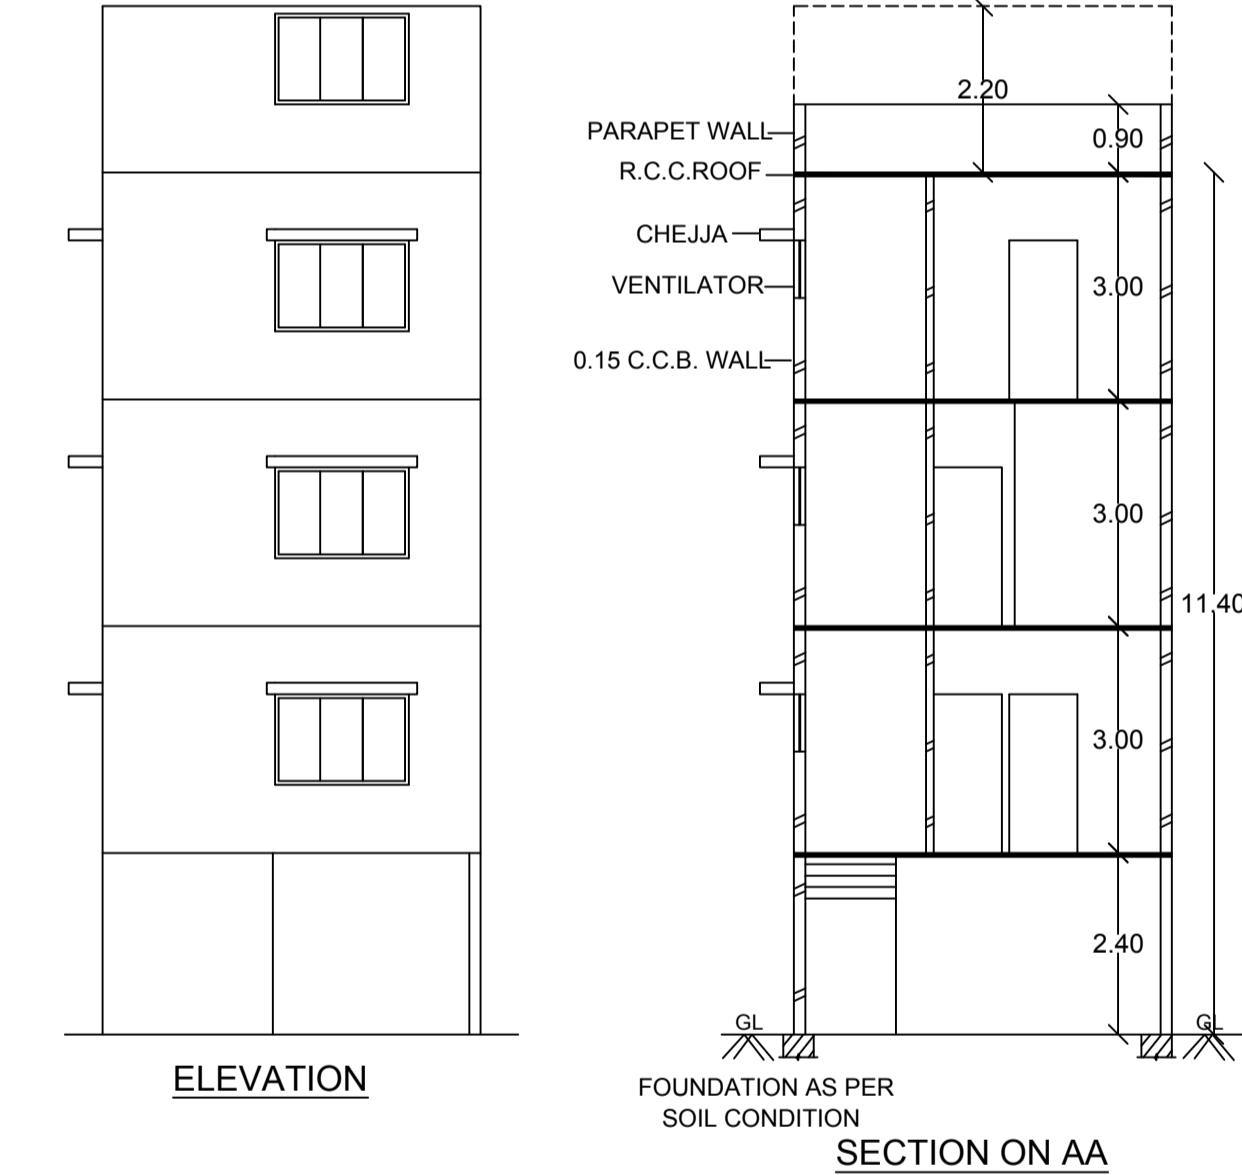 2.20
PARAPET WALL
0.90
R.C.C.ROOF
CHEJJA
VENTILATOR
3.00
0.15 C.C.B. WALL
3.00
11.40
3.00
2.40
GL
GL
ELEVATION
FOUNDATION AS PER
SOIL CONDITION
SECTION ON AA